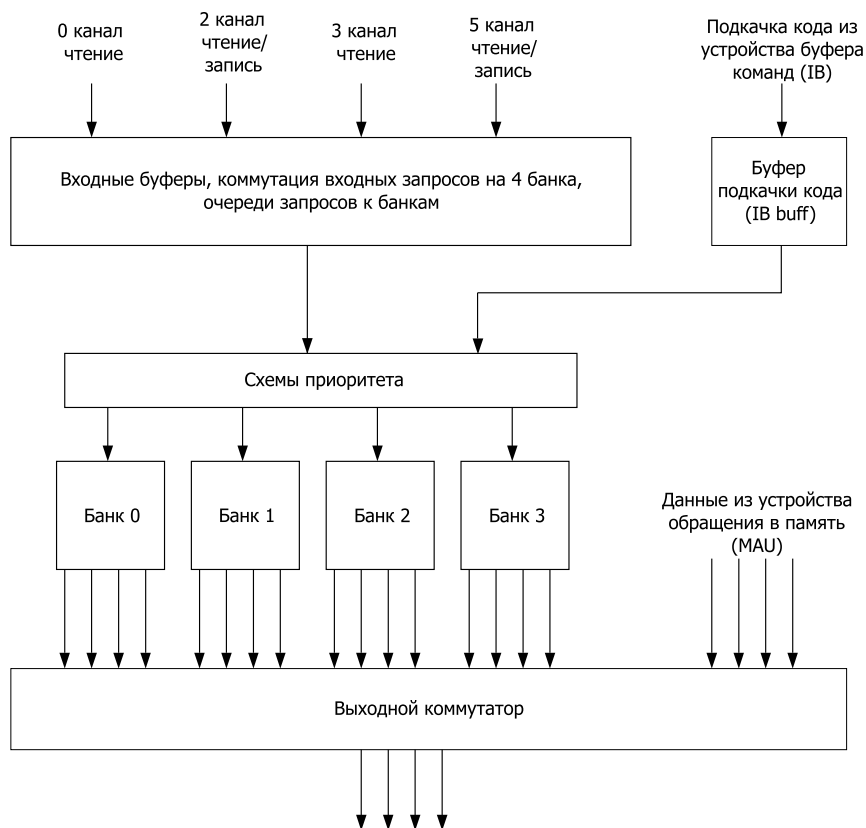 0 канал
чтение
2 канал
чтение/
запись
3 канал
чтение
5 канал
чтение/
запись
Подкачка кода из
устройства буфера
команд (IB)
Входные буферы, коммутация входных запросов на 4 банка,
очереди запросов к банкам
Буфер
подкачки кода
(IB buff)
Схемы приоритета
Банк 0
Банк 1
Банк 2
Банк 3
Данные из устройства
обращения в память
(MAU)
Выходной коммутатор